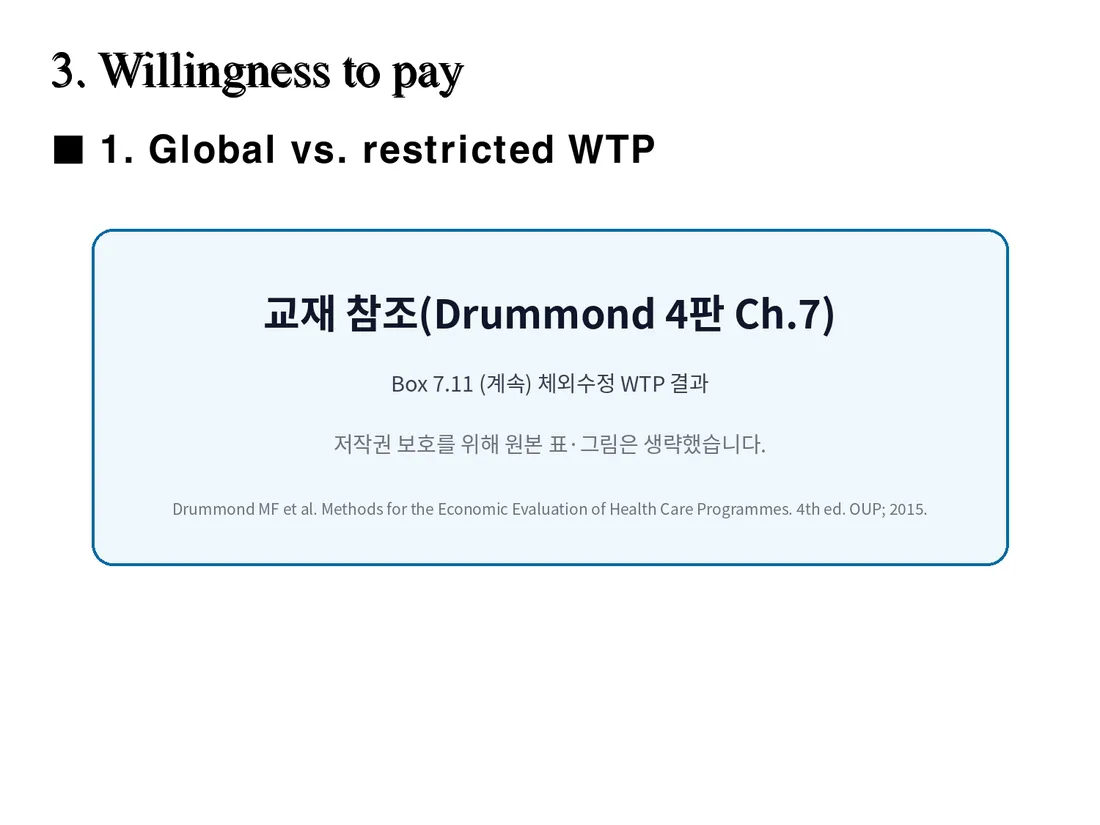 3. Willingness to pay
■ 1. Global vs. restricted WTP
교재 참조(Drummond 4판 Ch.7)
Box 7.11 (계속) 체외수정 WTP 결과
저작권 보호를 위해 원본 표·그림은 생략했습니다.
Drummond MF et al. Methods for the Economic Evaluation of Health Care Programmes. 4th ed. OUP; 2015.